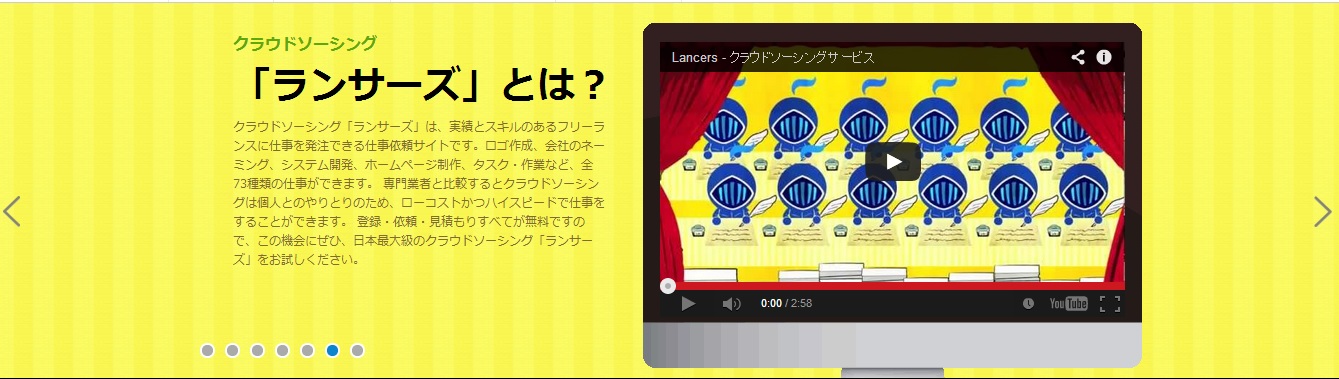 クラウドソーシング
「ランサーズ」とは？
クラウドソーシング「ランサーズ」は、実績とスキルのあるフリーラ
ンスに仕事を発注できる仕事依頼サイトです。ロゴ作成、会社のネー
ミング、システム開発、ホームページ制作、タスク・作業など、全
73種類の仕事ができます。 専門業者と比較するとクラウドソーシン
グは個人とのやりとりのため、ローコストかつハイスピードで仕事を
することができます。 登録・依頼・見積もりすべてが無料ですの
で、この機会にぜひ、日本最大級のクラウドソーシング「ランサー
ズ」をお試しください。
Lancers - クラウドソーシングサービス
0:00 / 2:58
YouTube